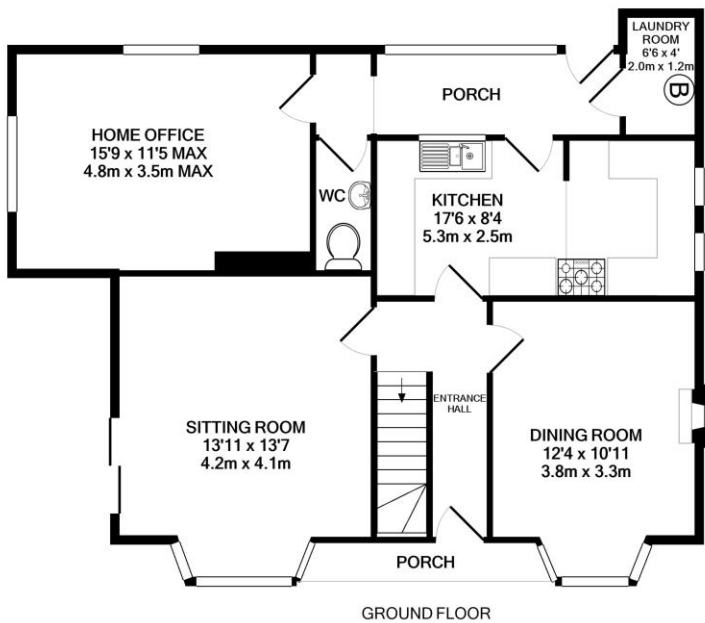 LAUNDRY
ROOM
6'6 x 4'
2.0m x 1.2m
B
PORCH
HOME OFFICE
15'9 x 11'5 MAX
4.8m x 3.5m MAX
WC
KITCHEN
17'6 x 8'4
5.3m x 2.5m
ENTRANCE
HALL
SITTING ROOM
13'11 x 13'7
4.2m x 4.1m
DINING ROOM
12'4 x 10'11
3.8m x 3.3m
PORCH
GROUND FLOOR